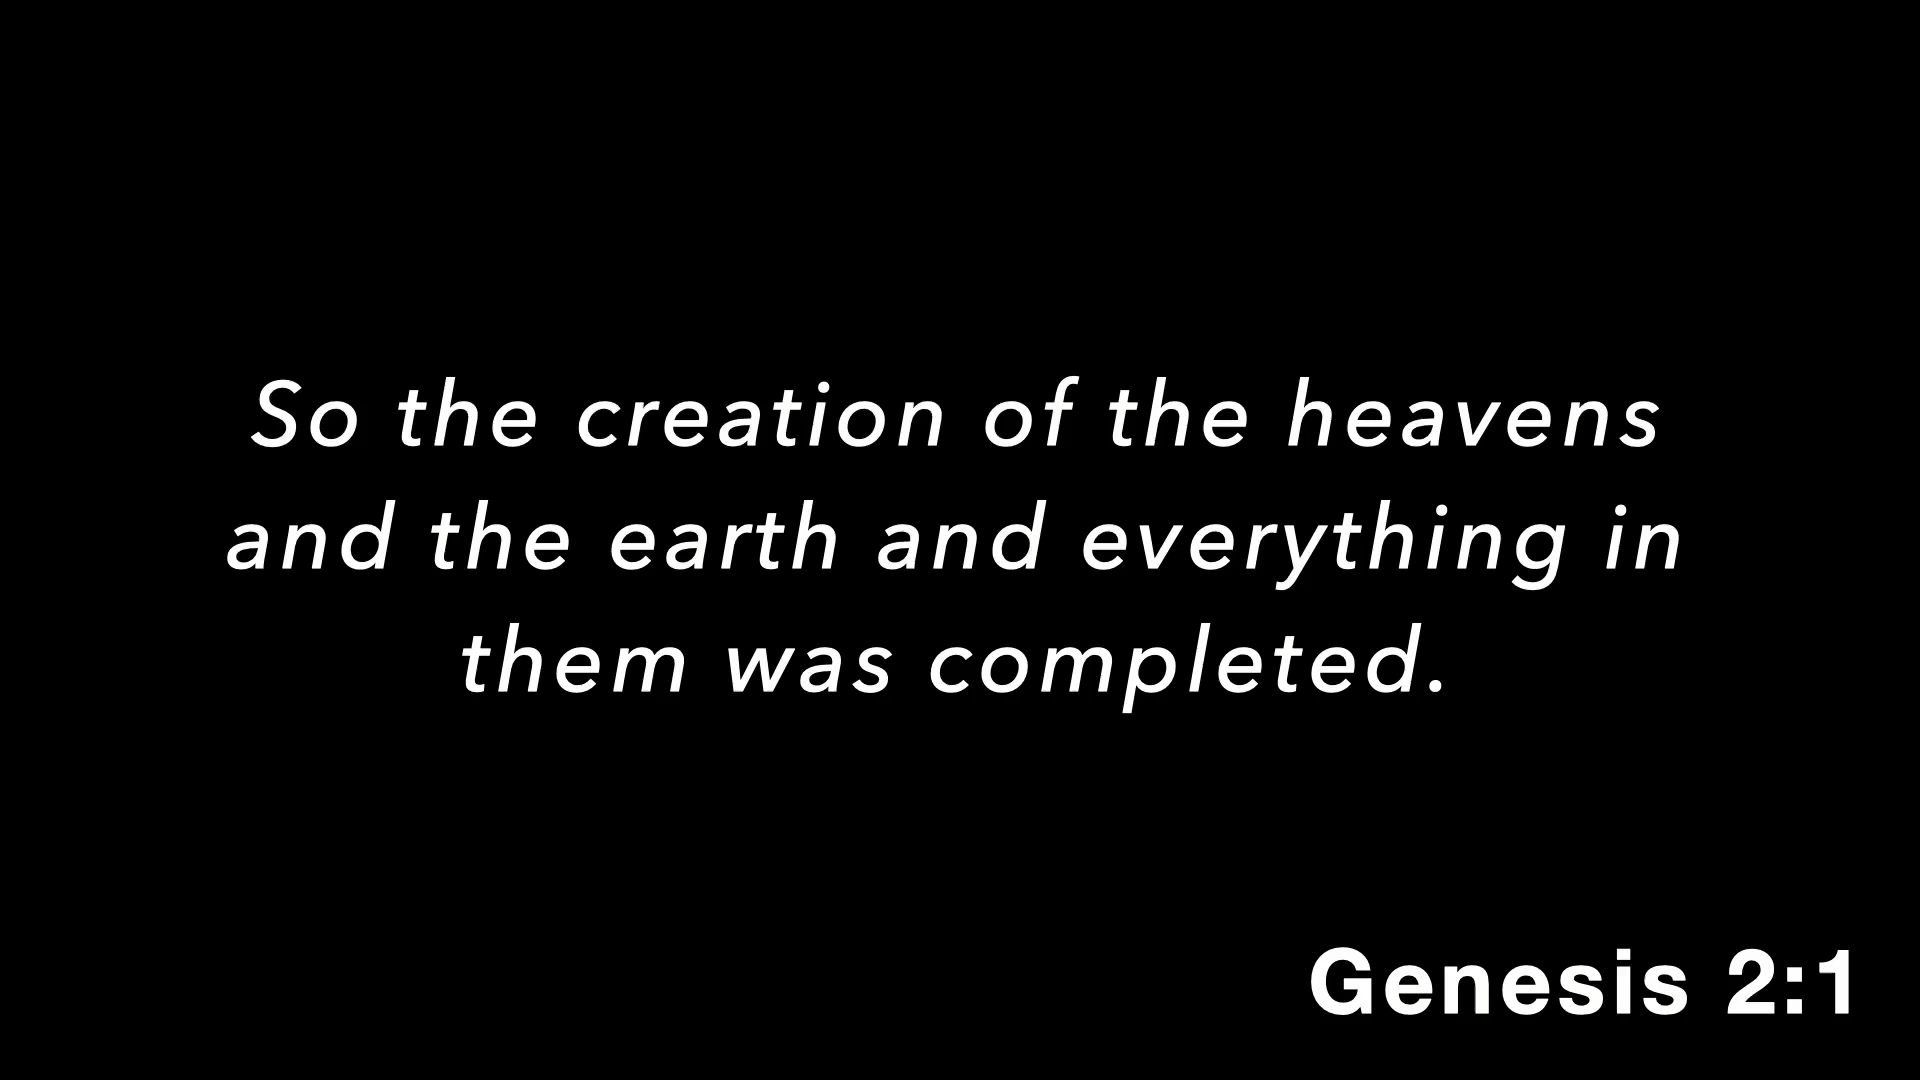 So the creation of the heavens
and the earth and everything in
them was completed.
Genesis 2:1